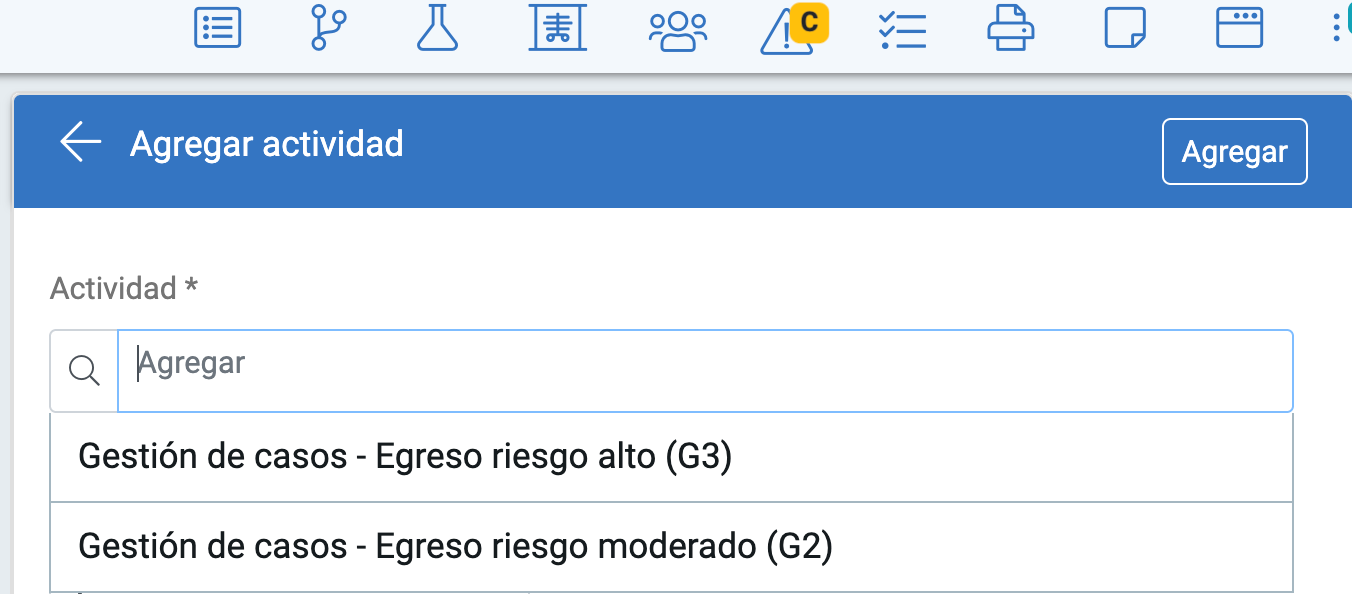 C
Agregar actividad
Agregar
Actividad *
Agregar
Gestión de casos - Egreso riesgo alto (G3)
Gestión de casos - Egreso riesgo moderado (G2)